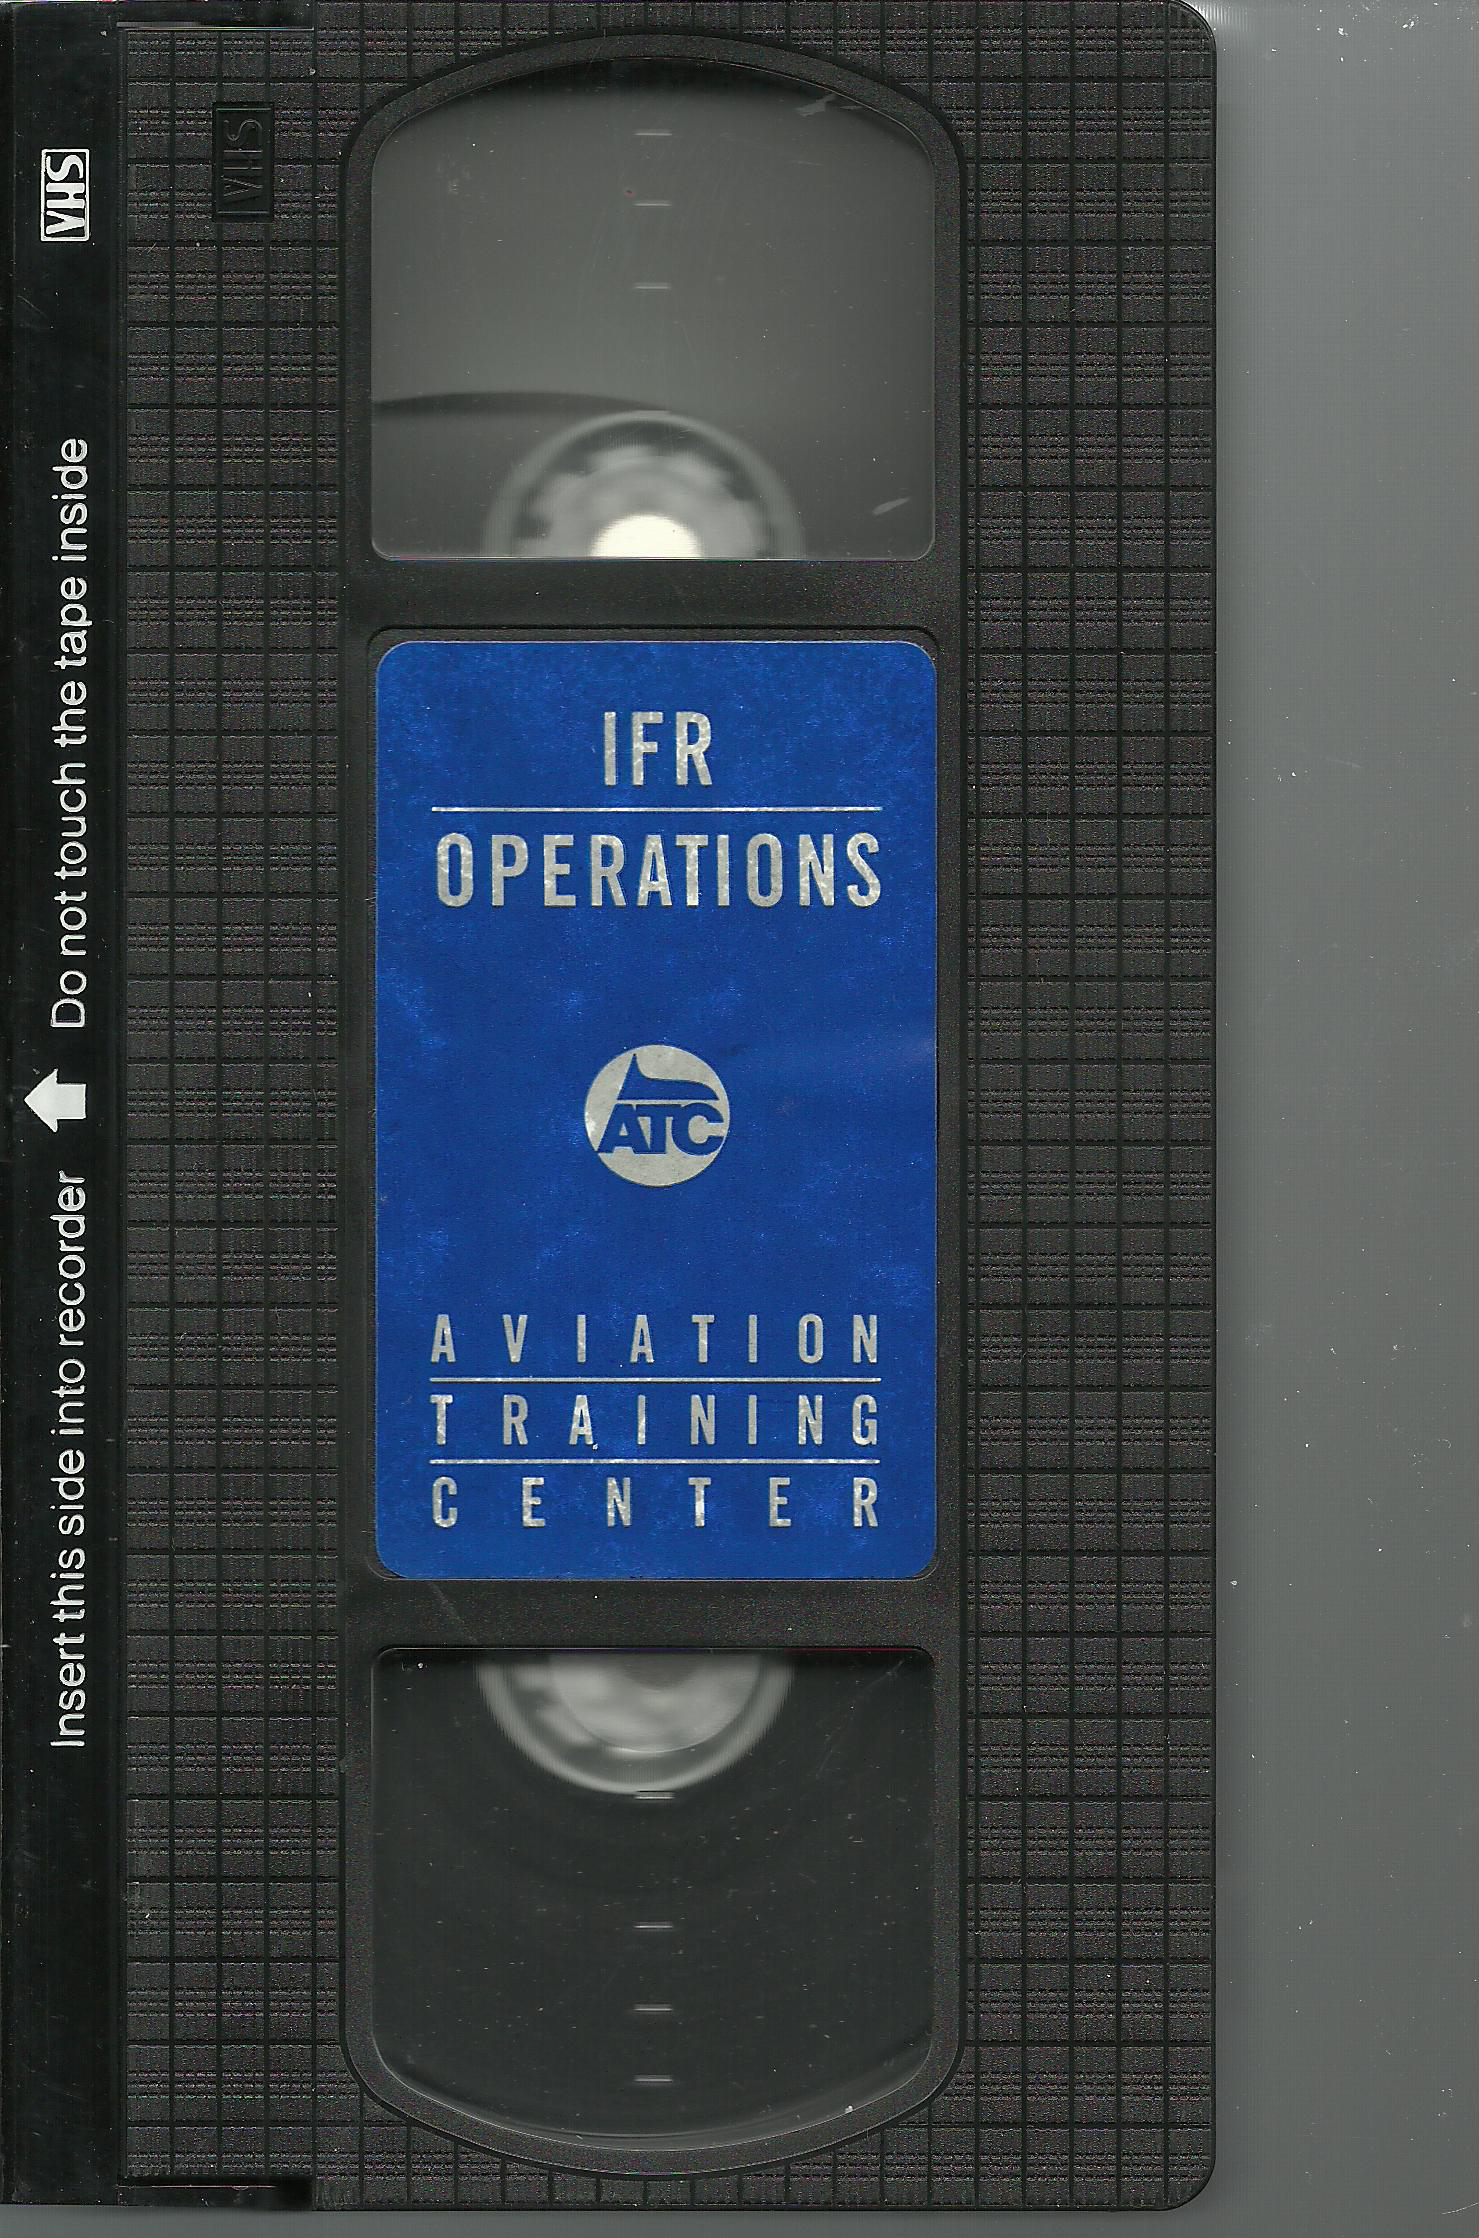 IFR
OPERATIONS
ATC
AVIATION
TRAINING
CENTER
Insert this side into recorder Do not touch the tape inside VHS
VHS